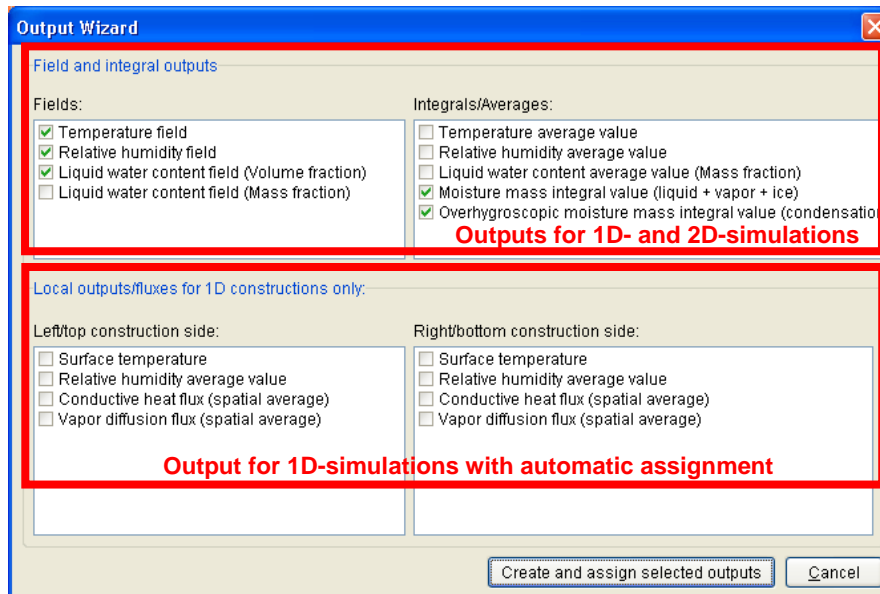 Output Wizard
Field and integral outputs
Fields:
Temperature field
Relative humidity field
Liquid water content field (Volume fraction)
Liquid water content field (Mass fraction)
Integrals/Averages:
Temperature average value
Relative humidity average value
Liquid water content average value (Mass fraction)
Moisture mass integral value (liquid + vapor + ice)
Overhygroscopic moisture mass integral value (condensation
Outputs for 1D- and 2D-simulations
Local outputs/fluxes for 1D constructions only:
Left/top construction side:
Surface temperature
Relative humidity average value
Conductive heat flux (spatial average)
Vapor diffusion flux (spatial average)
Right/bottom construction side:
Surface temperature
Relative humidity average value
Conductive heat flux (spatial average)
Vapor diffusion flux (spatial average)
Output for 1D-simulations with automatic assignment
Create and assign selected outputs
Cancel